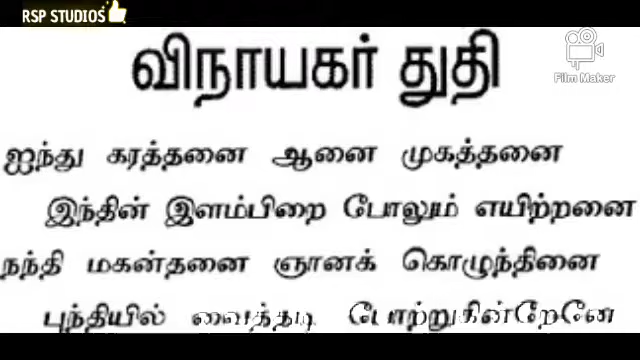 RSP STUDIOS
Film Maker
விநாயகர் துதி
ஐந்து கரத்தனை ஆனை முகத்தனை
இந்தின் இளம்பிறை போலும் எயிற்றனை
நந்தி மகன்தனை ஞானக் கொழுந்தினை
புந்தியில் வைத்தடி போற்றுகின்றேனே